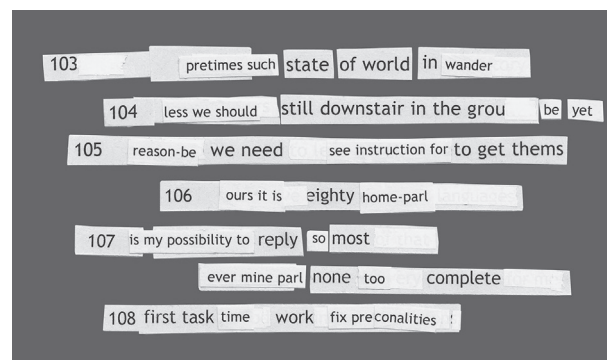 103 pretimes such state of world in wander
104 less we should still downstair in the grou be yet
105 reason-be we need see instruction for to get thems
106 ours it is eighty home-parl
107 is my possibility to reply so most
ever mine parl none too complete
108 first task time work fix preconalities